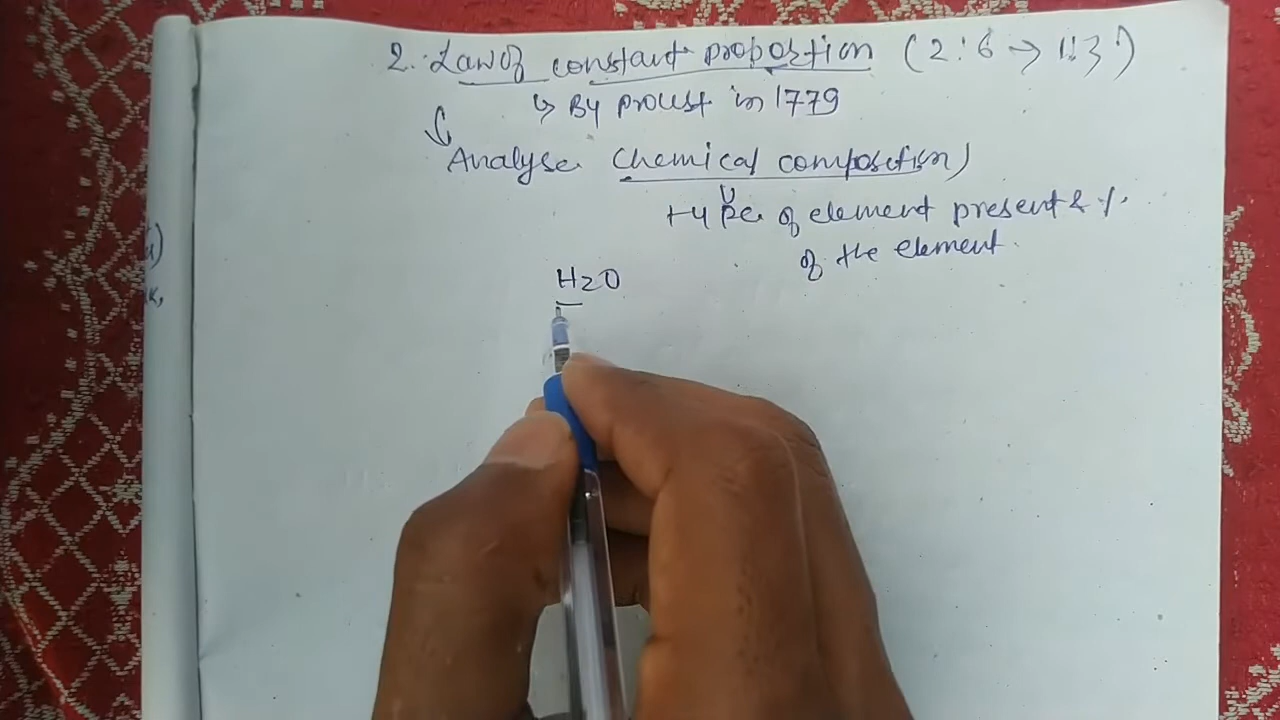 2. Law of constant proportion (2:6 → 1:3)
↳ By proust in 1779
Analyse chemical composition)
type of element present & %
of the element.
H2O